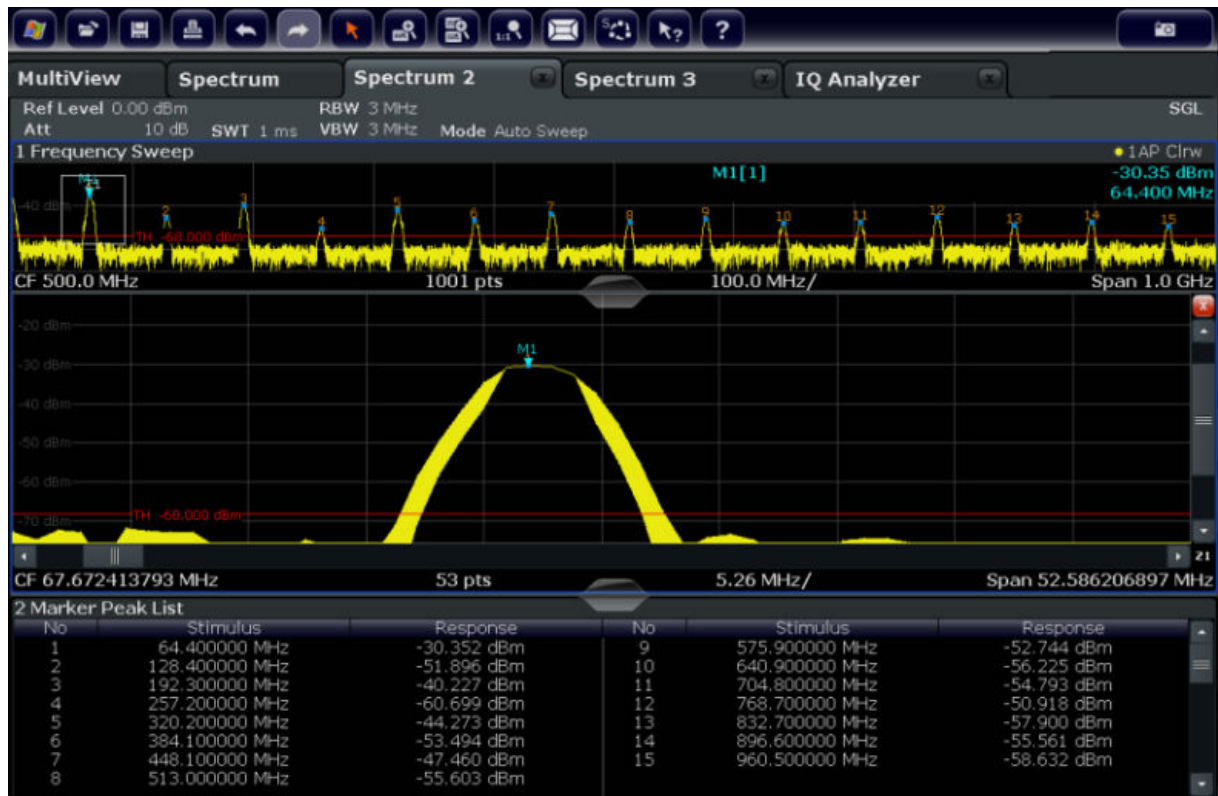 1:1
S
?
?
MultiView Spectrum Spectrum 2 x Spectrum 3 x IQ Analyzer x
Ref Level 0.00 dBm RBW 3 MHz SGL
Att 10 dB SWT 1 ms VBW 3 MHz Mode Auto Sweep
1 Frequency Sweep 1AP Clrw
M1[1] -30.35 dBm
64.400 MHz
M1
1 2 3 4 5 6 7 8 9 10 11 12 13 14 15
-40 dBm
TH -68.000 dBm
CF 500.0 MHz 1001 pts 100.0 MHz/ Span 1.0 GHz
-20 dBm
M1
-30 dBm
-40 dBm
-50 dBm
-60 dBm
TH -68.000 dBm
-70 dBm
Z1
CF 67.672413793 MHz 53 pts 5.26 MHz/ Span 52.586206897 MHz
2 Marker Peak List
No Stimulus Response No Stimulus Response
1 64.400000 MHz -30.352 dBm 9 575.900000 MHz -52.744 dBm
2 128.400000 MHz -51.896 dBm 10 640.900000 MHz -56.225 dBm
3 192.300000 MHz -40.227 dBm 11 704.800000 MHz -54.793 dBm
4 257.200000 MHz -60.699 dBm 12 768.700000 MHz -50.918 dBm
5 320.200000 MHz -44.273 dBm 13 832.700000 MHz -57.900 dBm
6 384.100000 MHz -53.494 dBm 14 896.600000 MHz -55.561 dBm
7 448.100000 MHz -47.460 dBm 15 960.500000 MHz -58.632 dBm
8 513.000000 MHz -55.603 dBm